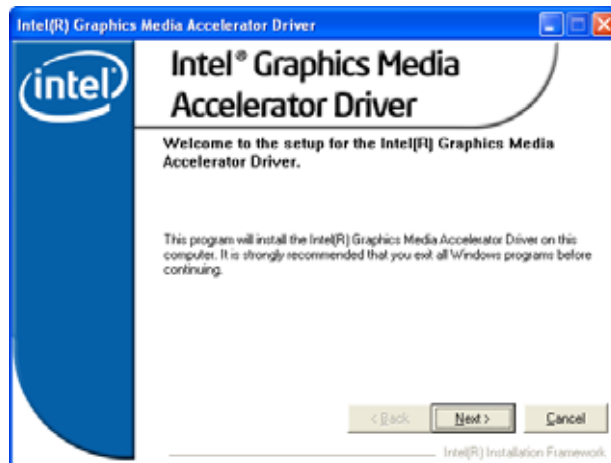 Intel(R) Graphics Media Accelerator Driver
intel
Intel® Graphics Media
Accelerator Driver
Welcome to the setup for the Intel(R) Graphics Media
Accelerator Driver.
This program will install the Intel(R) Graphics Media Accelerator Driver on this
computer. It is strongly recommended that you exit all Windows programs before
continuing.
< Back Next > Cancel
Intel(R) Installation Framework